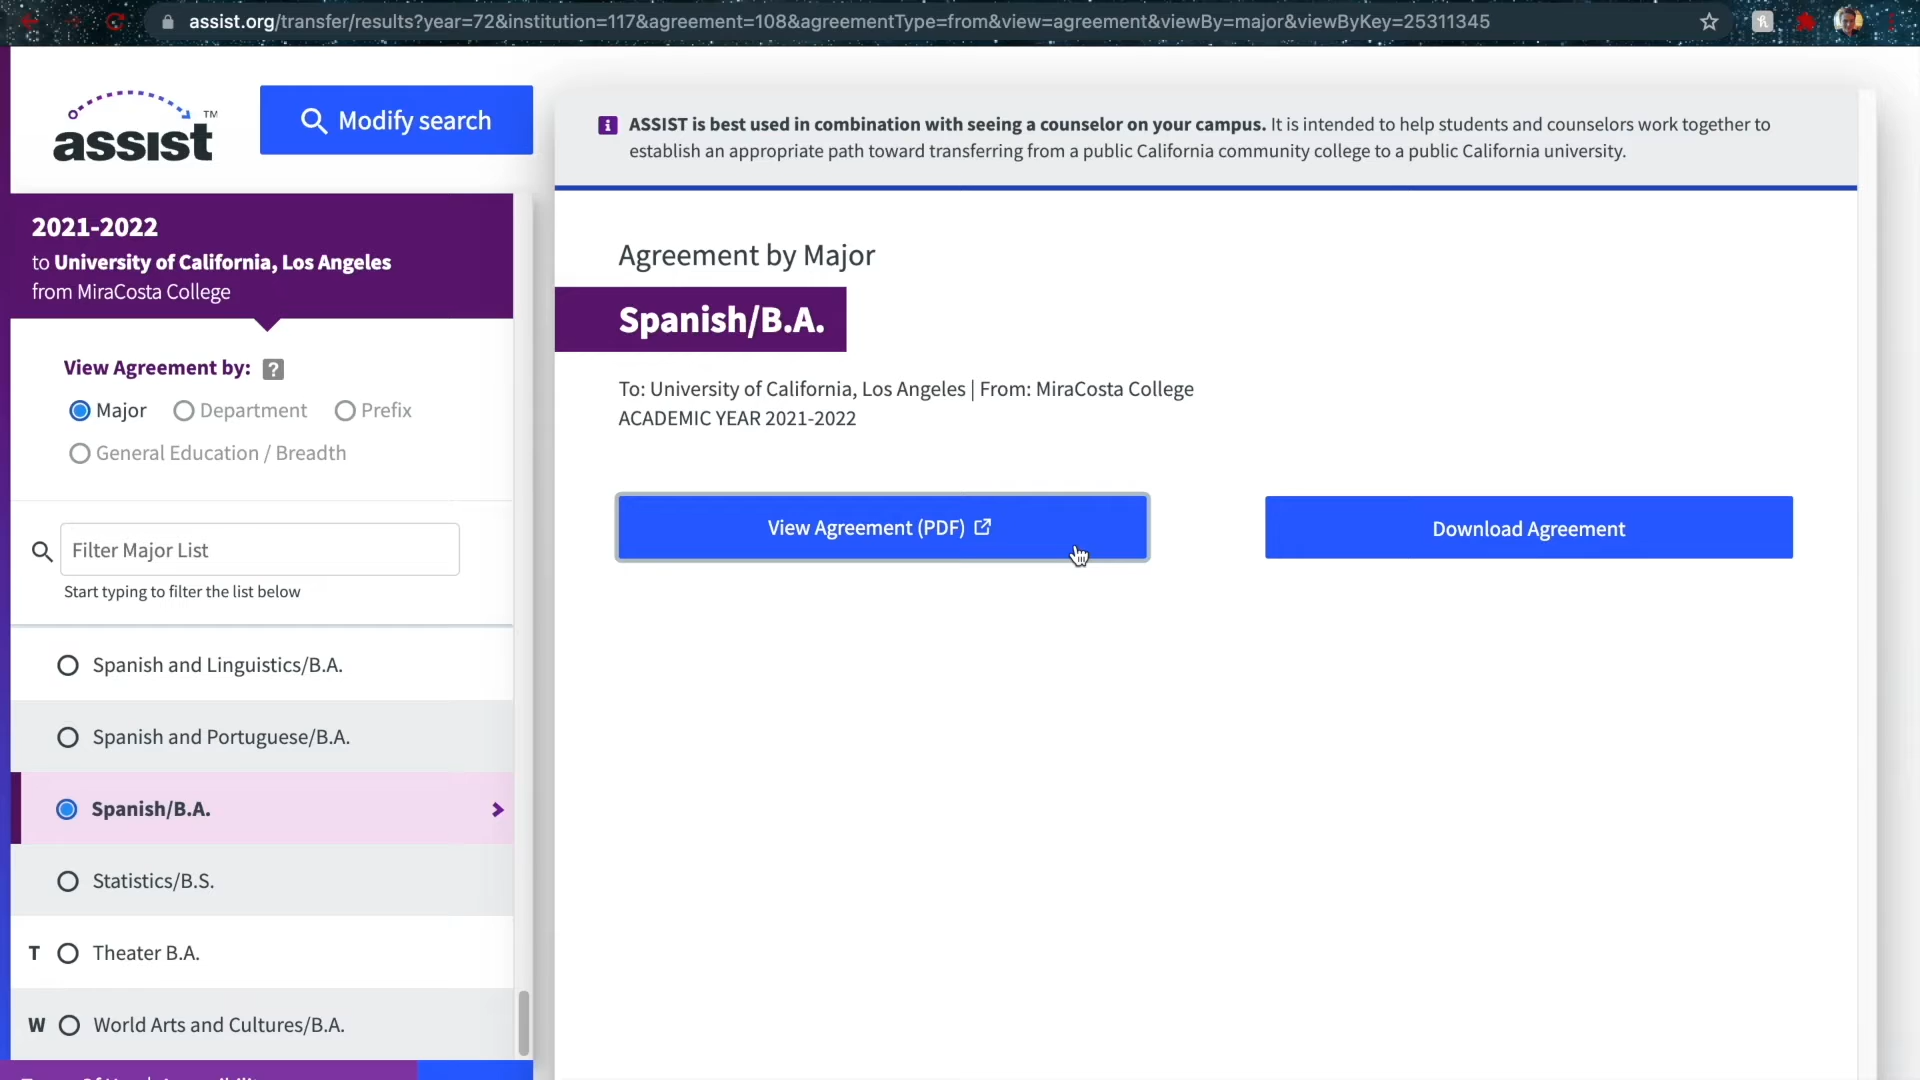 assist.org/transfer/results?year=72&institution=117&agreement=108&agreementType=from&view=agreement&viewBy=major&viewByKey=25311345
assist™
Modify search
2021-2022
to University of California, Los Angeles
from MiraCosta College
View Agreement by: ?
Major Department Prefix
General Education / Breadth
Filter Major List
Start typing to filter the list below
Spanish and Linguistics/B.A.
Spanish and Portuguese/B.A.
Spanish/B.A.
Statistics/B.S.
T Theater B.A.
W World Arts and Cultures/B.A.
ASSIST is best used in combination with seeing a counselor on your campus. It is intended to help students and counselors work together to
establish an appropriate path toward transferring from a public California community college to a public California university.
Agreement by Major
Spanish/B.A.
To: University of California, Los Angeles | From: MiraCosta College
ACADEMIC YEAR 2021-2022
View Agreement (PDF)
Download Agreement